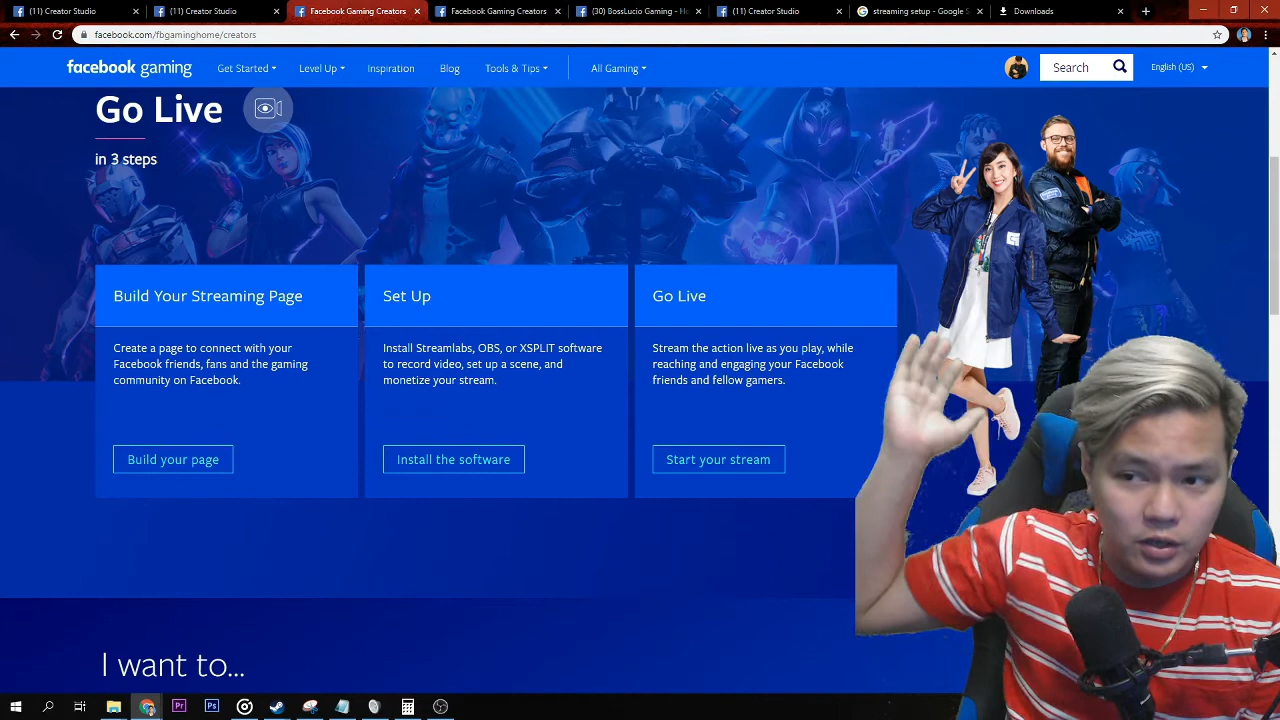 (11) Creator Studio
(11) Creator Studio
Facebook Gaming Creators
Facebook Gaming Creators
(30) BossLucio Gaming - H
(11) Creator Studio
streaming setup - Google S
Downloads
facebook.com/fbgaminghome/creators
facebook gaming
Get Started
Level Up
Inspiration
Blog
Tools & Tips
All Gaming
Search
English (US)
Go Live
in 3 steps
Build Your Streaming Page
Create a page to connect with your
Facebook friends, fans and the gaming
community on Facebook.
Build your page
Set Up
Install Streamlabs, OBS, or XSPLIT software
to record video, set up a scene, and
monetize your stream.
Install the software
Go Live
Stream the action live as you play, while
reaching and engaging your Facebook
friends and fellow gamers.
Start your stream
I want to...
Pr
Ps